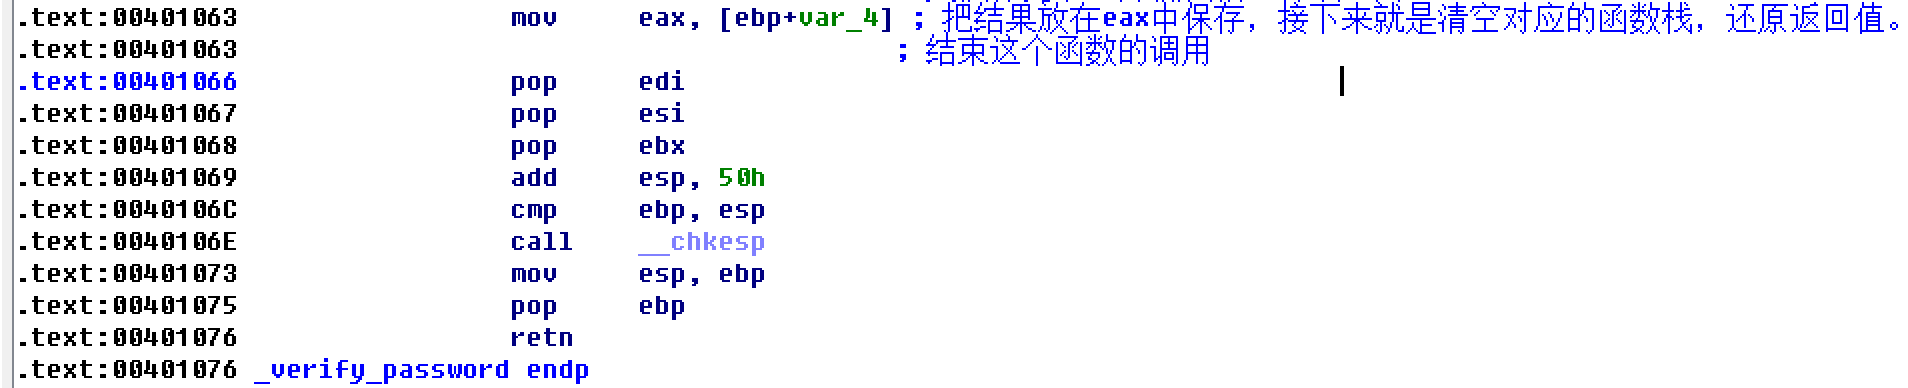 .text:00401063 mov eax, [ebp+var_4] ; 把结果放在eax中保存，接下来就是清空对应的函数栈，还原返回值。
.text:00401063 ; 结束这个函数的调用
.text:00401066 pop edi
.text:00401067 pop esi
.text:00401068 pop ebx
.text:00401069 add esp, 50h
.text:0040106C cmp ebp, esp
.text:0040106E call __chkesp
.text:00401073 mov esp, ebp
.text:00401075 pop ebp
.text:00401076 retn
.text:00401076 _verify_password endp